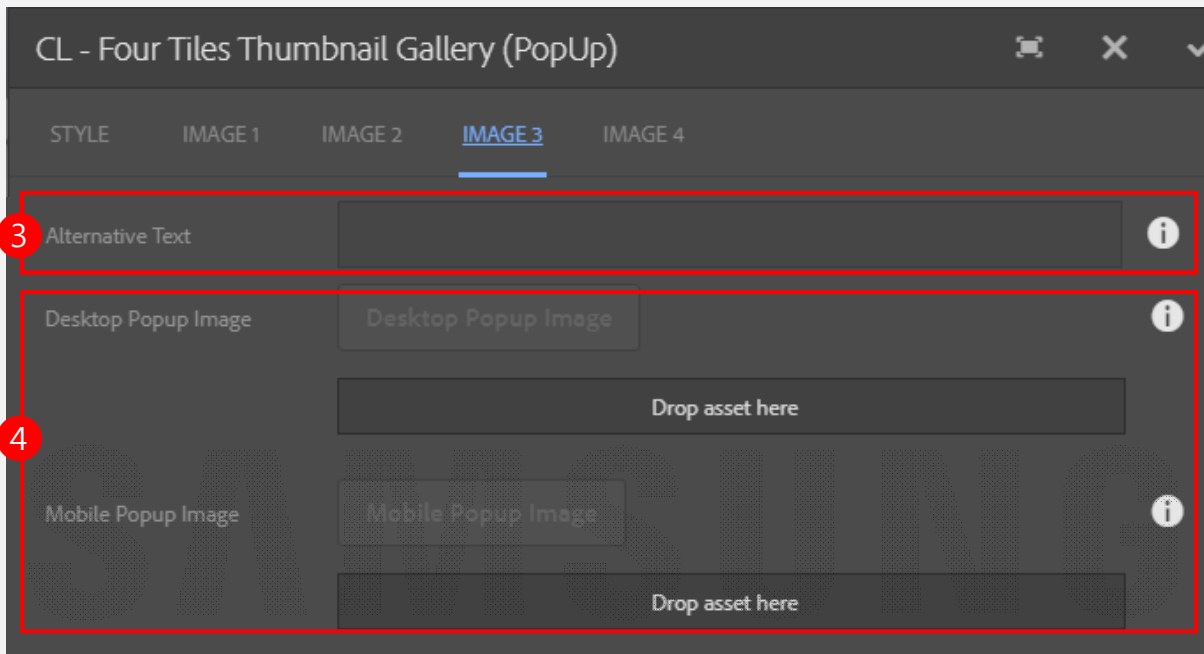 CL - Four Tiles Thumbnail Gallery (PopUp)
STYLE IMAGE 1 IMAGE 2 IMAGE 3 IMAGE 4
3 Alternative Text
Desktop Popup Image Desktop Popup Image
Drop asset here
4
Mobile Popup Image Mobile Popup Image
Drop asset here
SAMSUNG